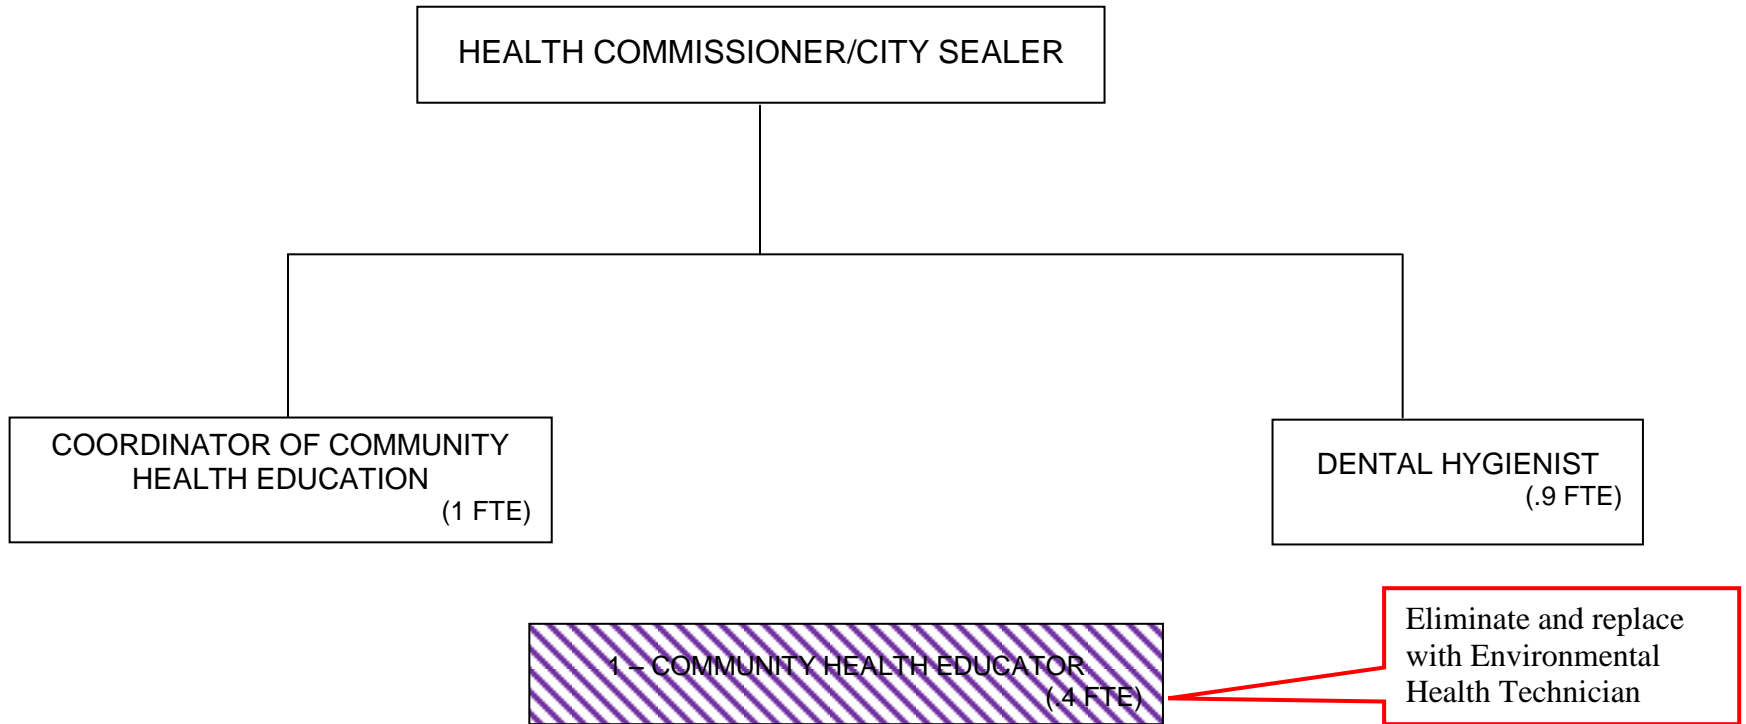 HEALTH COMMISSIONER/CITY SEALER
COORDINATOR OF COMMUNITY
HEALTH EDUCATION
(1 FTE)
DENTAL HYGIENIST
(.9 FTE)
1 – COMMUNITY HEALTH EDUCATOR
(.4 FTE)
Eliminate and replace
with Environmental
Health Technician